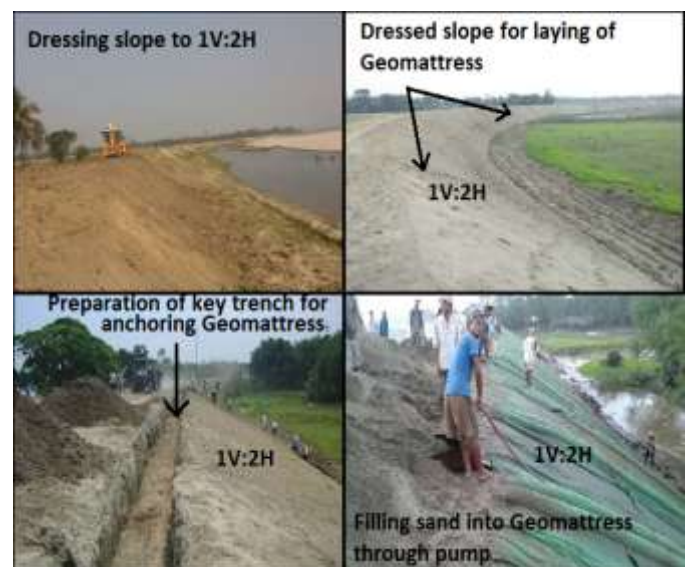 Dressing slope to 1V:2H
Dressed slope for laying of
Geomattress
1V:2H
Preparation of key trench for
anchoring Geomattress
1V:2H
1V:2H
Filling sand into Geomattress
through pump